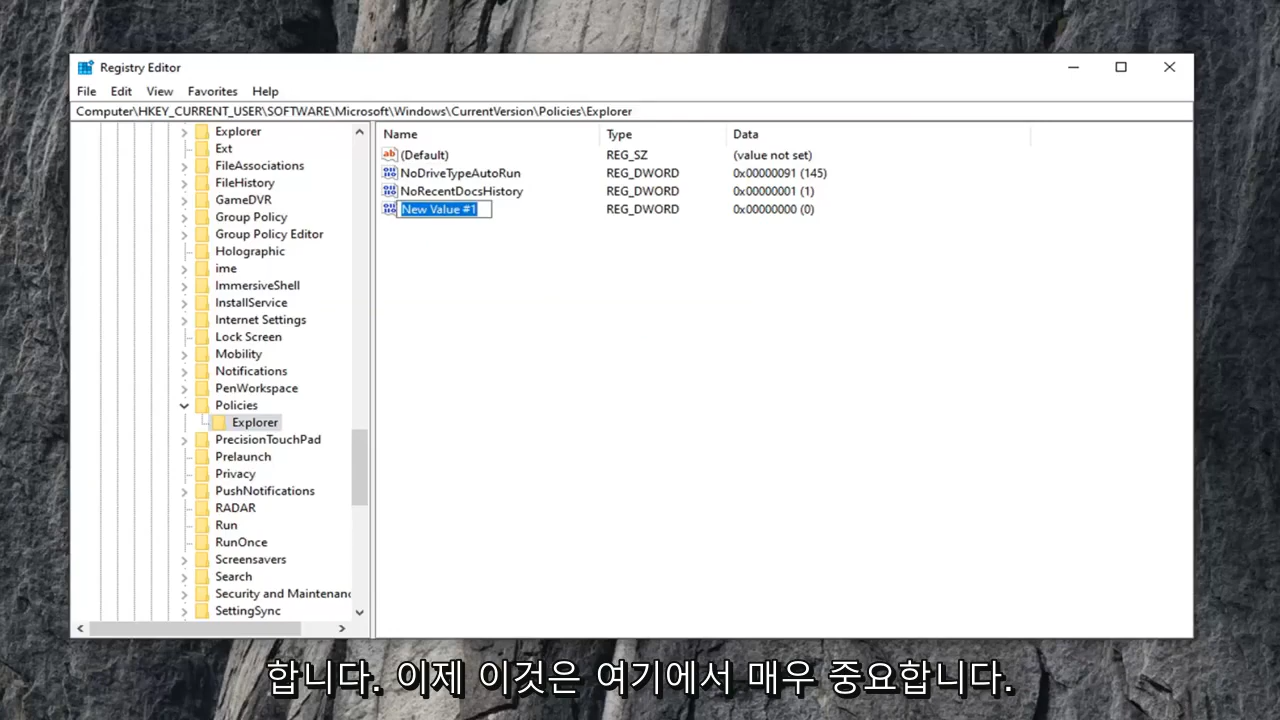 Registry Editor
File Edit View Favorites Help
Computer\HKEY_CURRENT_USER\SOFTWARE\Microsoft\Windows\CurrentVersion\Policies\Explorer
Explorer
Ext
FileAssociations
FileHistory
GameDVR
Group Policy
Group Policy Editor
Holographic
ime
ImmersiveShell
InstallService
Internet Settings
Lock Screen
Mobility
Notifications
PenWorkspace
Policies
Explorer
PrecisionTouchPad
Prelaunch
Privacy
PushNotifications
RADAR
Run
RunOnce
Screensavers
Search
Security and Maintenanc
SettingSync
Name Type Data
(Default) REG_SZ (value not set)
NoDriveTypeAutoRun REG_DWORD 0x00000091 (145)
NoRecentDocsHistory REG_DWORD 0x00000001 (1)
New Value #1 REG_DWORD 0x00000000 (0)
합니다. 이제 이것은 여기에서 매우 중요합니다.